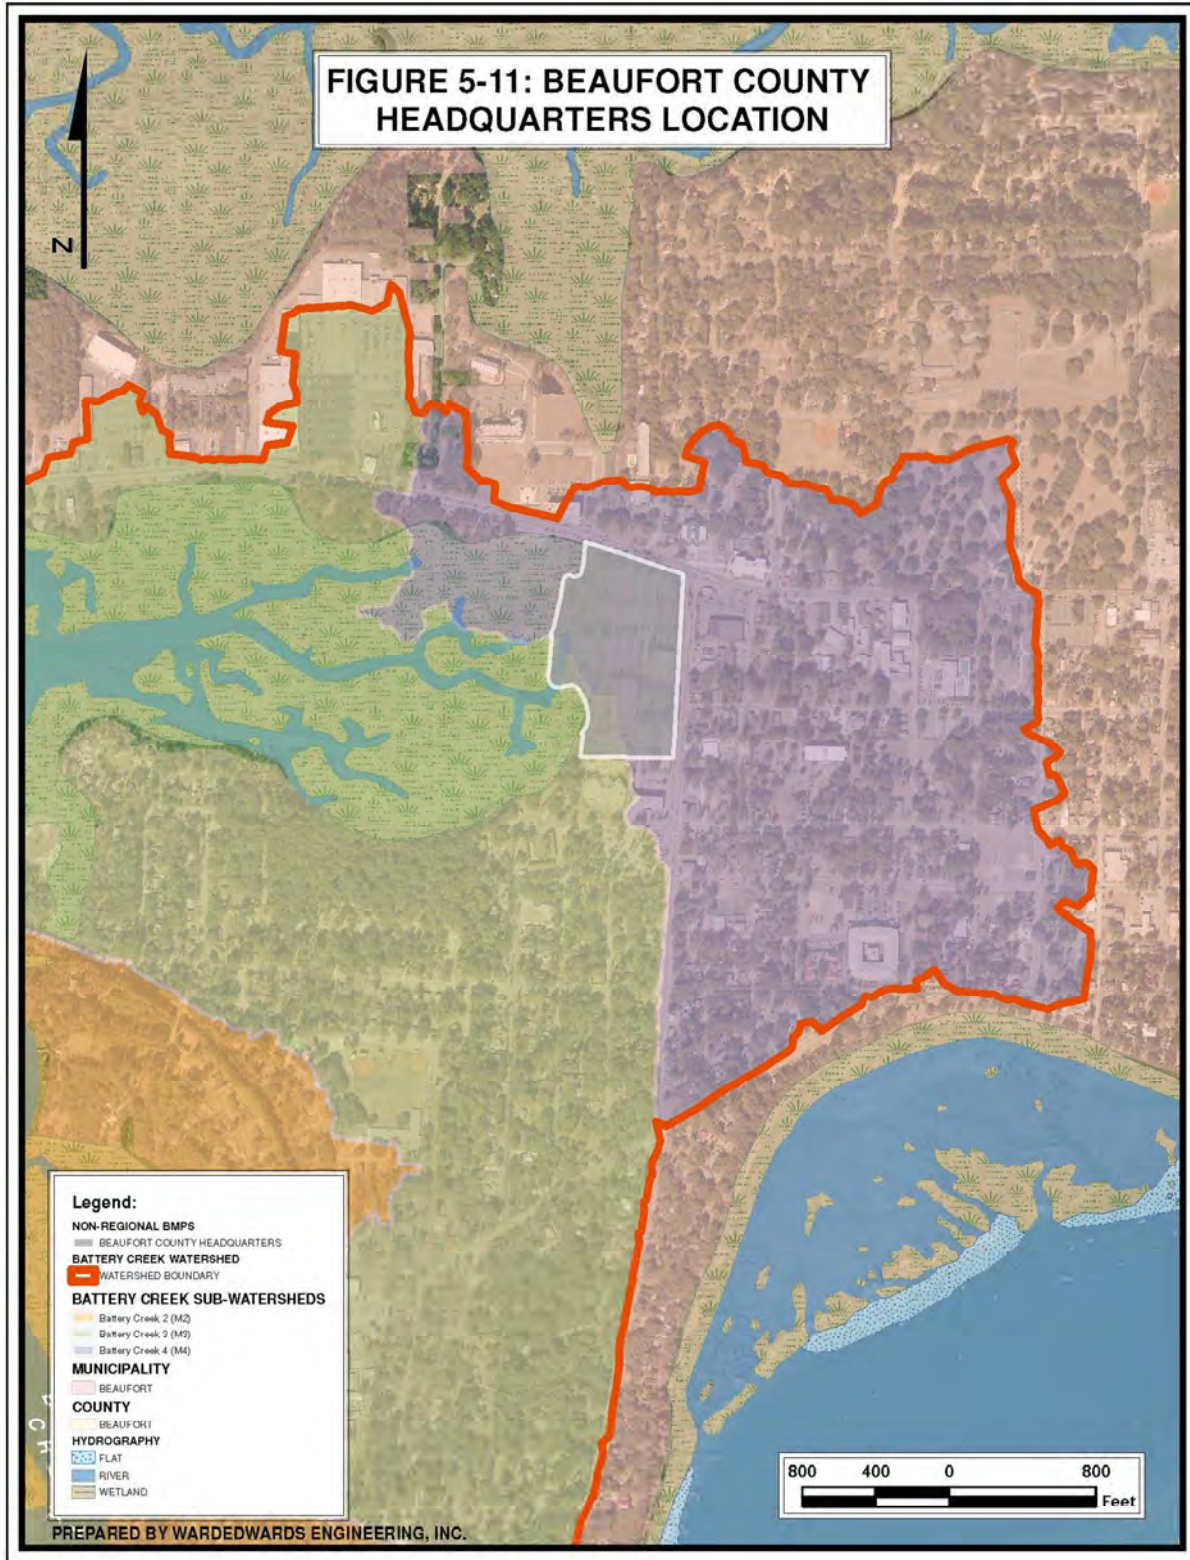 FIGURE 5-11: BEAUFORT COUNTY
HEADQUARTERS LOCATION
N
Legend:
NON-REGIONAL BMPS
BEAUFORT COUNTY HEADQUARTERS
BATTERY CREEK WATERSHED
WATERSHED BOUNDARY
BATTERY CREEK SUB-WATERSHEDS
Battery Creek 2 (M2)
Battery Creek 3 (M3)
Battery Creek 4 (M4)
MUNICIPALITY
BEAUFORT
COUNTY
BEAUFORT
HYDROGRAPHY
FLAT
RIVER
WETLAND
800 400 0 800
Feet
PREPARED BY WARDEDWARDS ENGINEERING, INC.